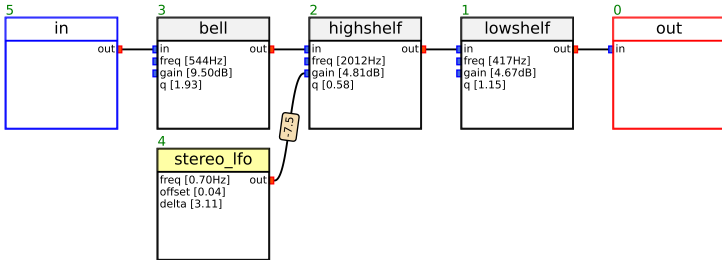 5
in
out
3
bell
in
out
freq [544Hz]
gain [9.50dB]
q [1.93]
2
highshelf
in
out
freq [2012Hz]
gain [4.81dB]
q [0.58]
1
lowshelf
in
out
freq [417Hz]
gain [4.67dB]
q [1.15]
0
out
in
-7.5
4
stereo_lfo
freq [0.70Hz]
out
offset [0.04]
delta [3.11]